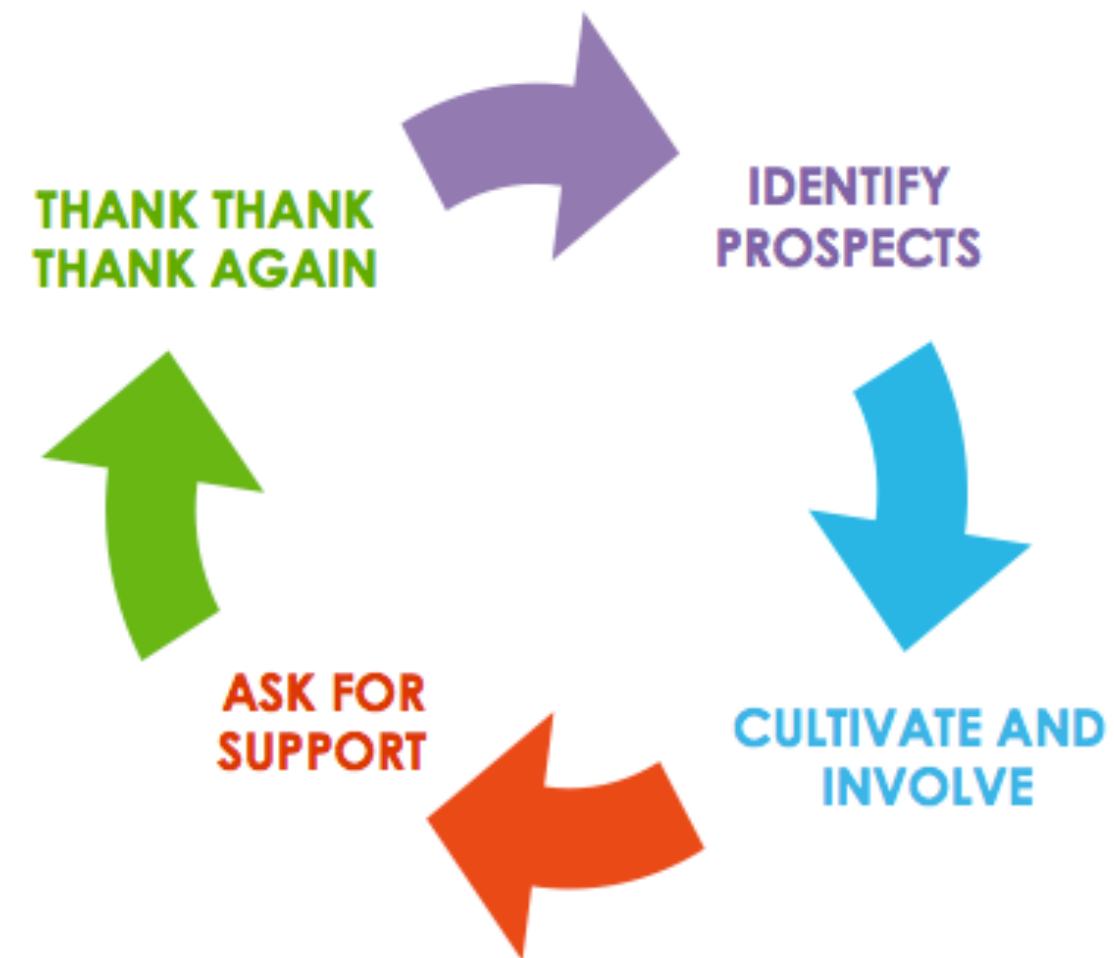 THANK THANK
THANK AGAIN
IDENTIFY
PROSPECTS
ASK FOR
SUPPORT
CULTIVATE AND
INVOLVE